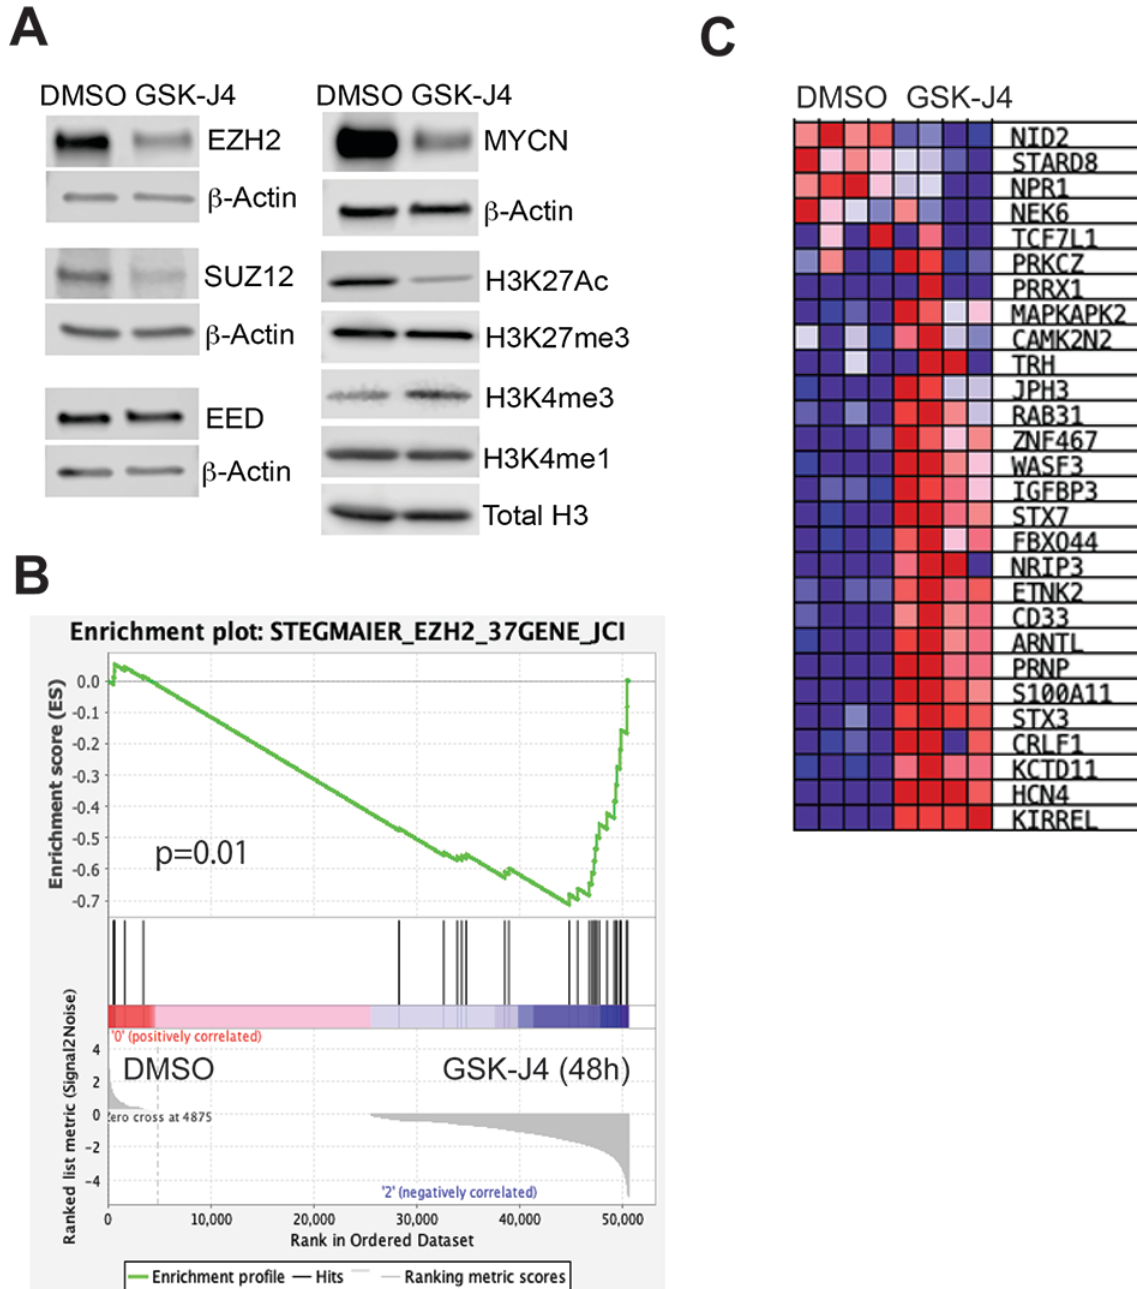 A
DMSO GSK-J4
EZH2
β-Actin
SUZ12
β-Actin
EED
β-Actin
DMSO GSK-J4
MYCN
β-Actin
H3K27Ac
H3K27me3
H3K4me3
H3K4me1
Total H3
B
Enrichment plot: STEGMAIER_EZH2_37GENE_JCI
Enrichment score (ES)
0.0
-0.1
-0.2
-0.3
-0.4
-0.5
-0.6
-0.7
p=0.01
'0' (positively correlated)
DMSO
GSK-J4 (48h)
Zero cross at 4875
'2' (negatively correlated)
Ranked list metric (Signal2Noise)
4
2
0
-2
-4
0
10,000
20,000
30,000
40,000
50,000
Rank in Ordered Dataset
Enrichment profile
Hits
Ranking metric scores
C
DMSO GSK-J4
NID2
STARD8
NPR1
NEK6
TCF7L1
PRKCZ
PRRX1
MAPKAPK2
CAMK2N2
TRH
JPH3
RAB31
ZNF467
WASF3
IGFBP3
STX7
FBXO44
NRIP3
ETNK2
CD33
ARNTL
PRNP
S100A11
STX3
CRLF1
KCTD11
HCN4
KIRREL